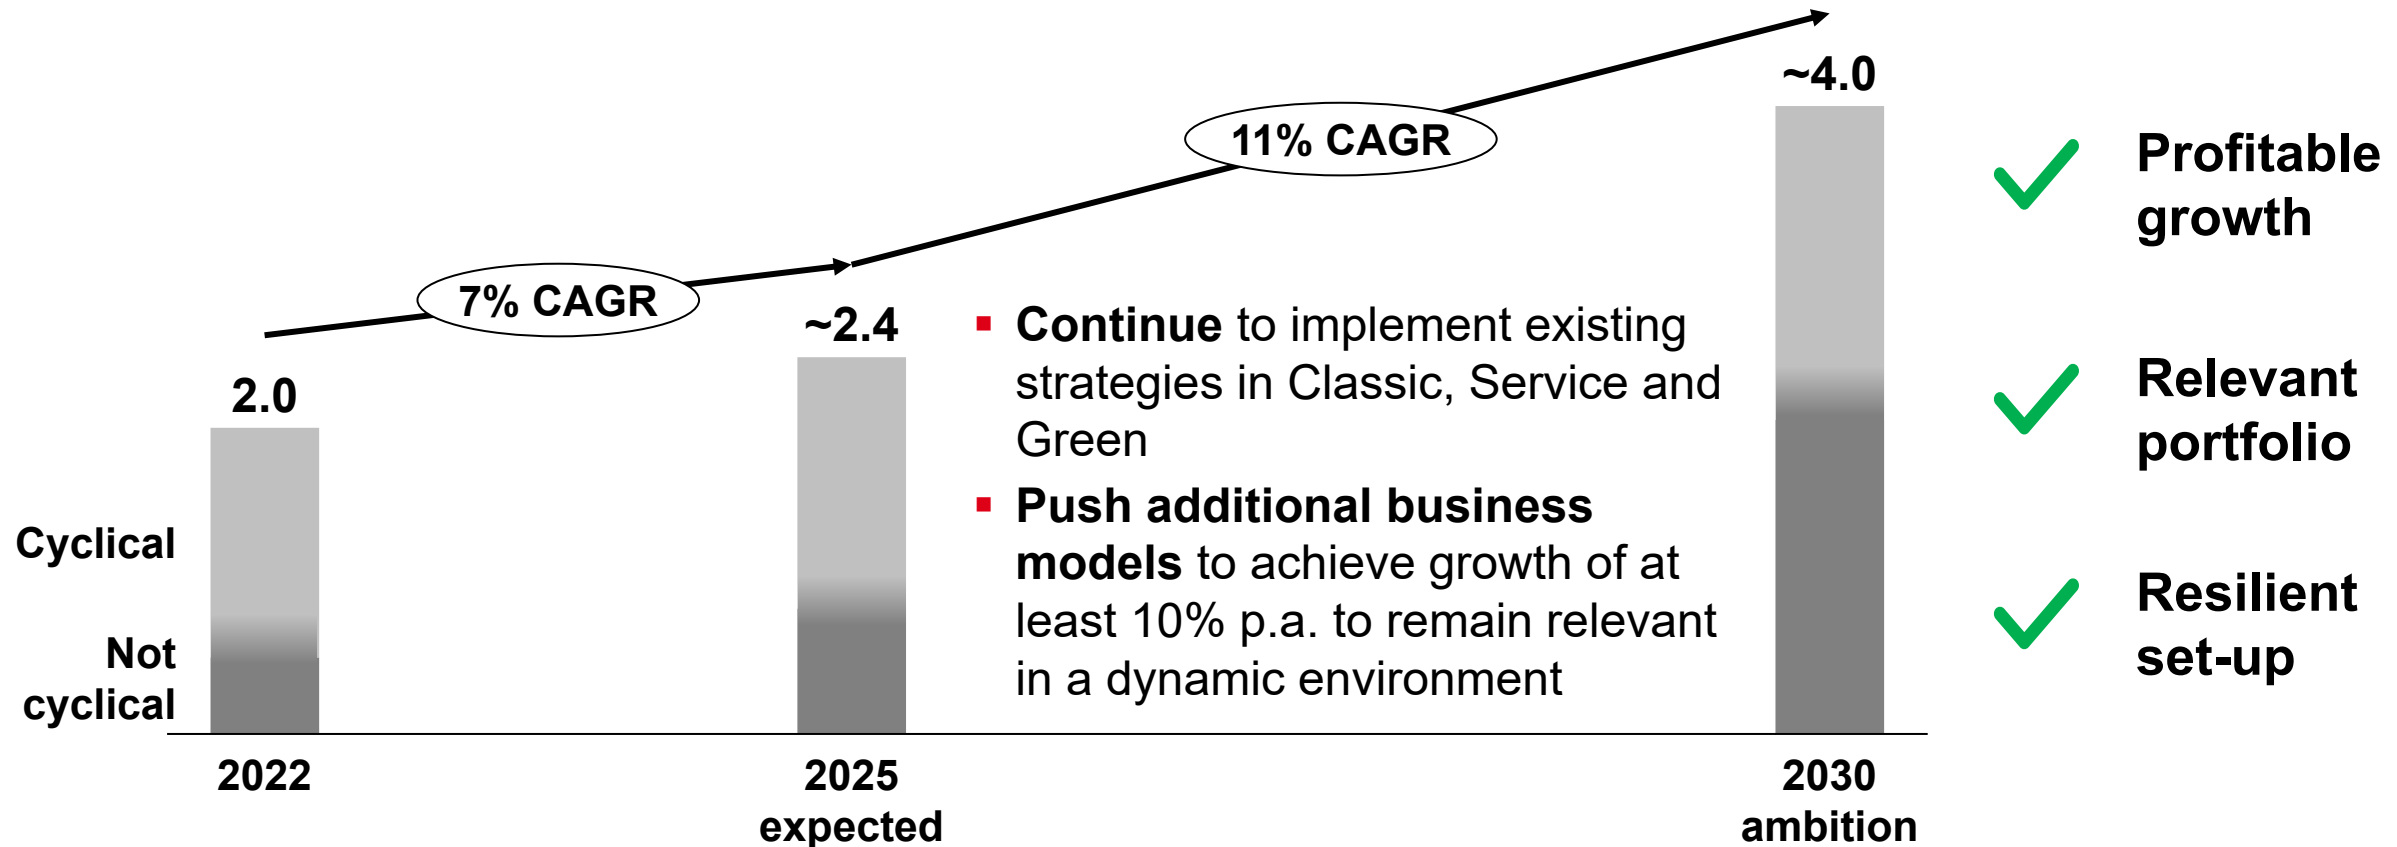 ~4.0
11% CAGR
7% CAGR
~2.4
2.0
Cyclical
Not
cyclical
▪ Continue to implement existing
strategies in Classic, Service and
Green
▪ Push additional business
models to achieve growth of at
least 10% p.a. to remain relevant
in a dynamic environment
2022
2025
expected
2030
ambition
Profitable
growth
Relevant
portfolio
Resilient
set-up